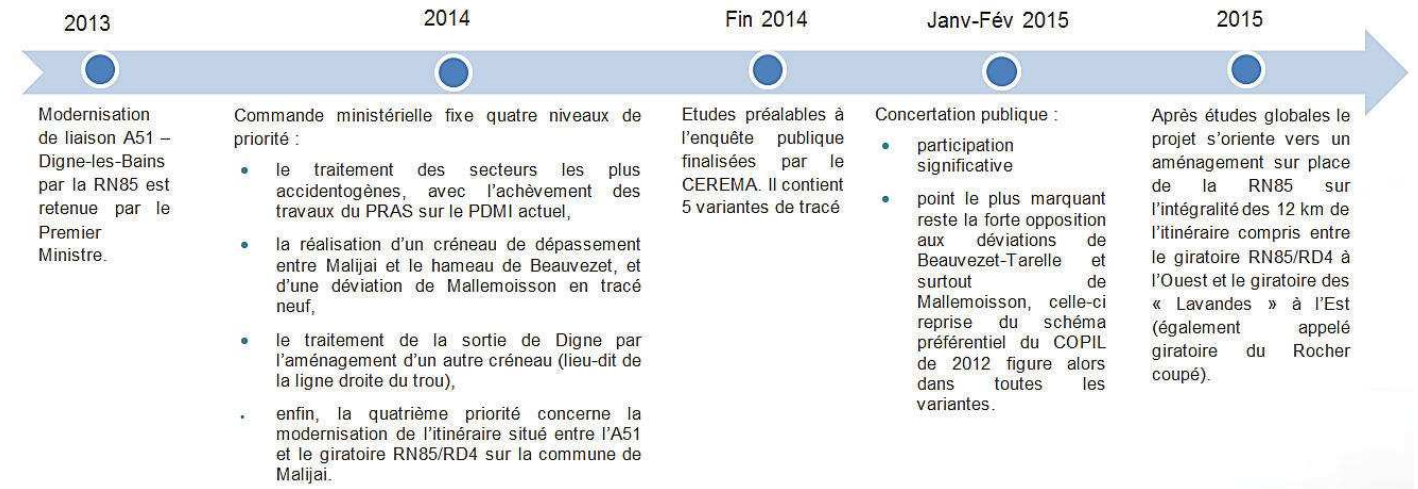 2013
Modernisation
de liaison A51 –
Digne-les-Bains
par la RN85 est
retenue par le
Premier
Ministre.
2014
Commande ministérielle fixe quatre niveaux de
priorité :
• le traitement des secteurs les plus
accidentogènes, avec l'achèvement des
travaux du PRAS sur le PDMI actuel,
• la réalisation d'un créneau de dépassement
entre Malijai et le hameau de Beauvezet, et
d'une déviation de Mallemoisson en tracé
neuf,
• le traitement de la sortie de Digne par
l'aménagement d'un autre créneau (lieu-dit de
la ligne droite du trou),
• enfin, la quatrième priorité concerne la
modernisation de l'itinéraire situé entre l'A51
et le giratoire RN85/RD4 sur la commune de
Malijai.
Fin 2014
Etudes préalables à
l'enquête publique
finalisées par le
CEREMA. Il contient
5 variantes de tracé
Janv-Fév 2015
Concertation publique :
• participation
significative
• point le plus marquant
reste la forte opposition
aux déviations de
Beauvezet-Tarelle et
surtout de
Mallemoisson, celle-ci
reprise du schéma
préférentiel du COPIL
de 2012 figure alors
dans toutes les
variantes.
2015
Après études globales le
projet s'oriente vers un
aménagement sur place
de la RN85 sur
l'intégralité des 12 km de
l'itinéraire compris entre
le giratoire RN85/RD4 à
l'Ouest et le giratoire des
« Lavandes » à l'Est
(également appelé
giratoire du Rocher
coupé).